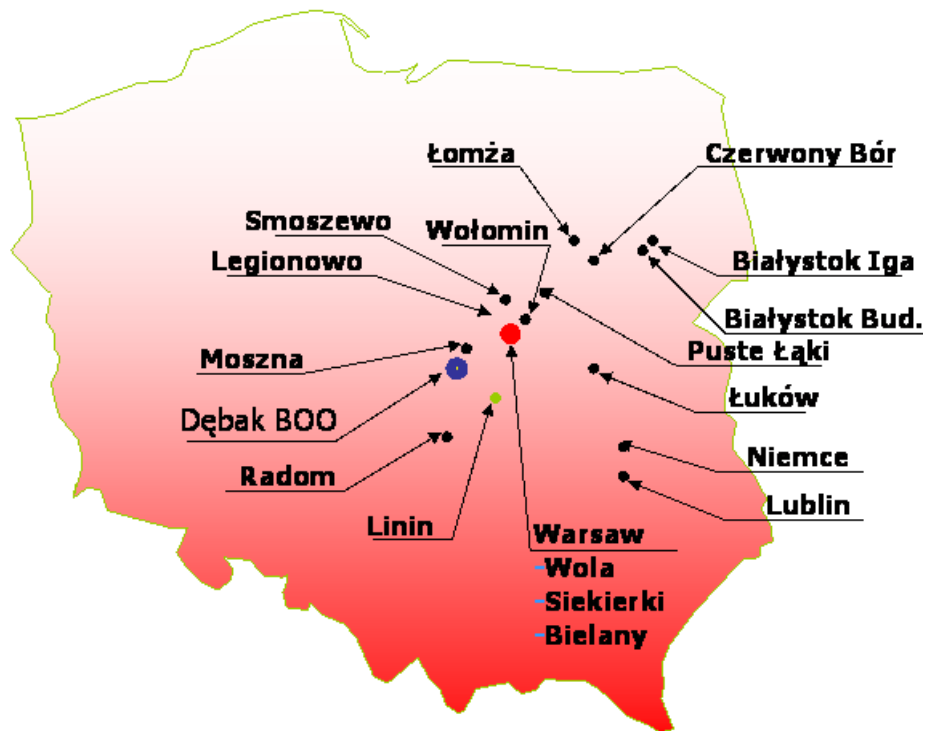 Łomża
Czerwony Bór
Smoszewo
Wołomin
Legionowo
Białystok Iga
Białystok Bud.
Moszna
Puste Łąki
Dębak BOO
Łuków
Radom
Niemce
Linin
Lublin
Warsaw
-Wola
-Siekierki
-Bielany